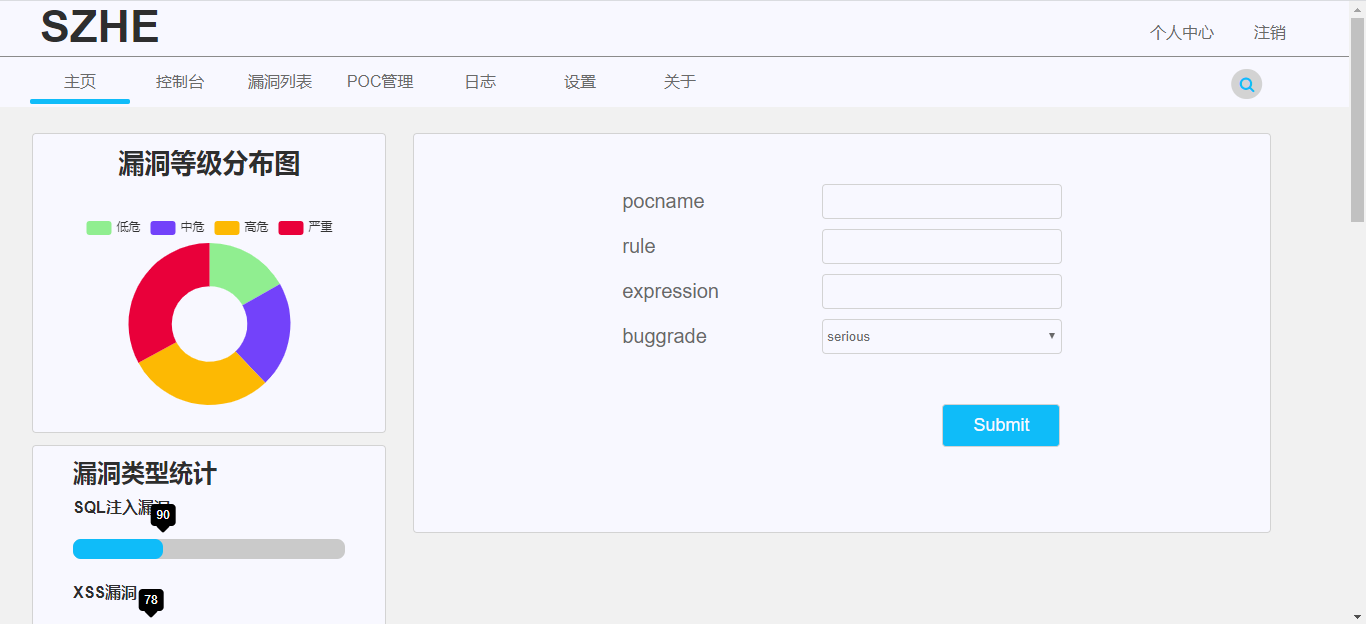 SZHE
个人中心 注销
主页 控制台 漏洞列表 POC管理 日志 设置 关于
漏洞等级分布图
低危 中危 高危 严重
pocname
rule
expression
buggrade serious
Submit
漏洞类型统计
SQL注入漏洞
90
XSS漏洞
78